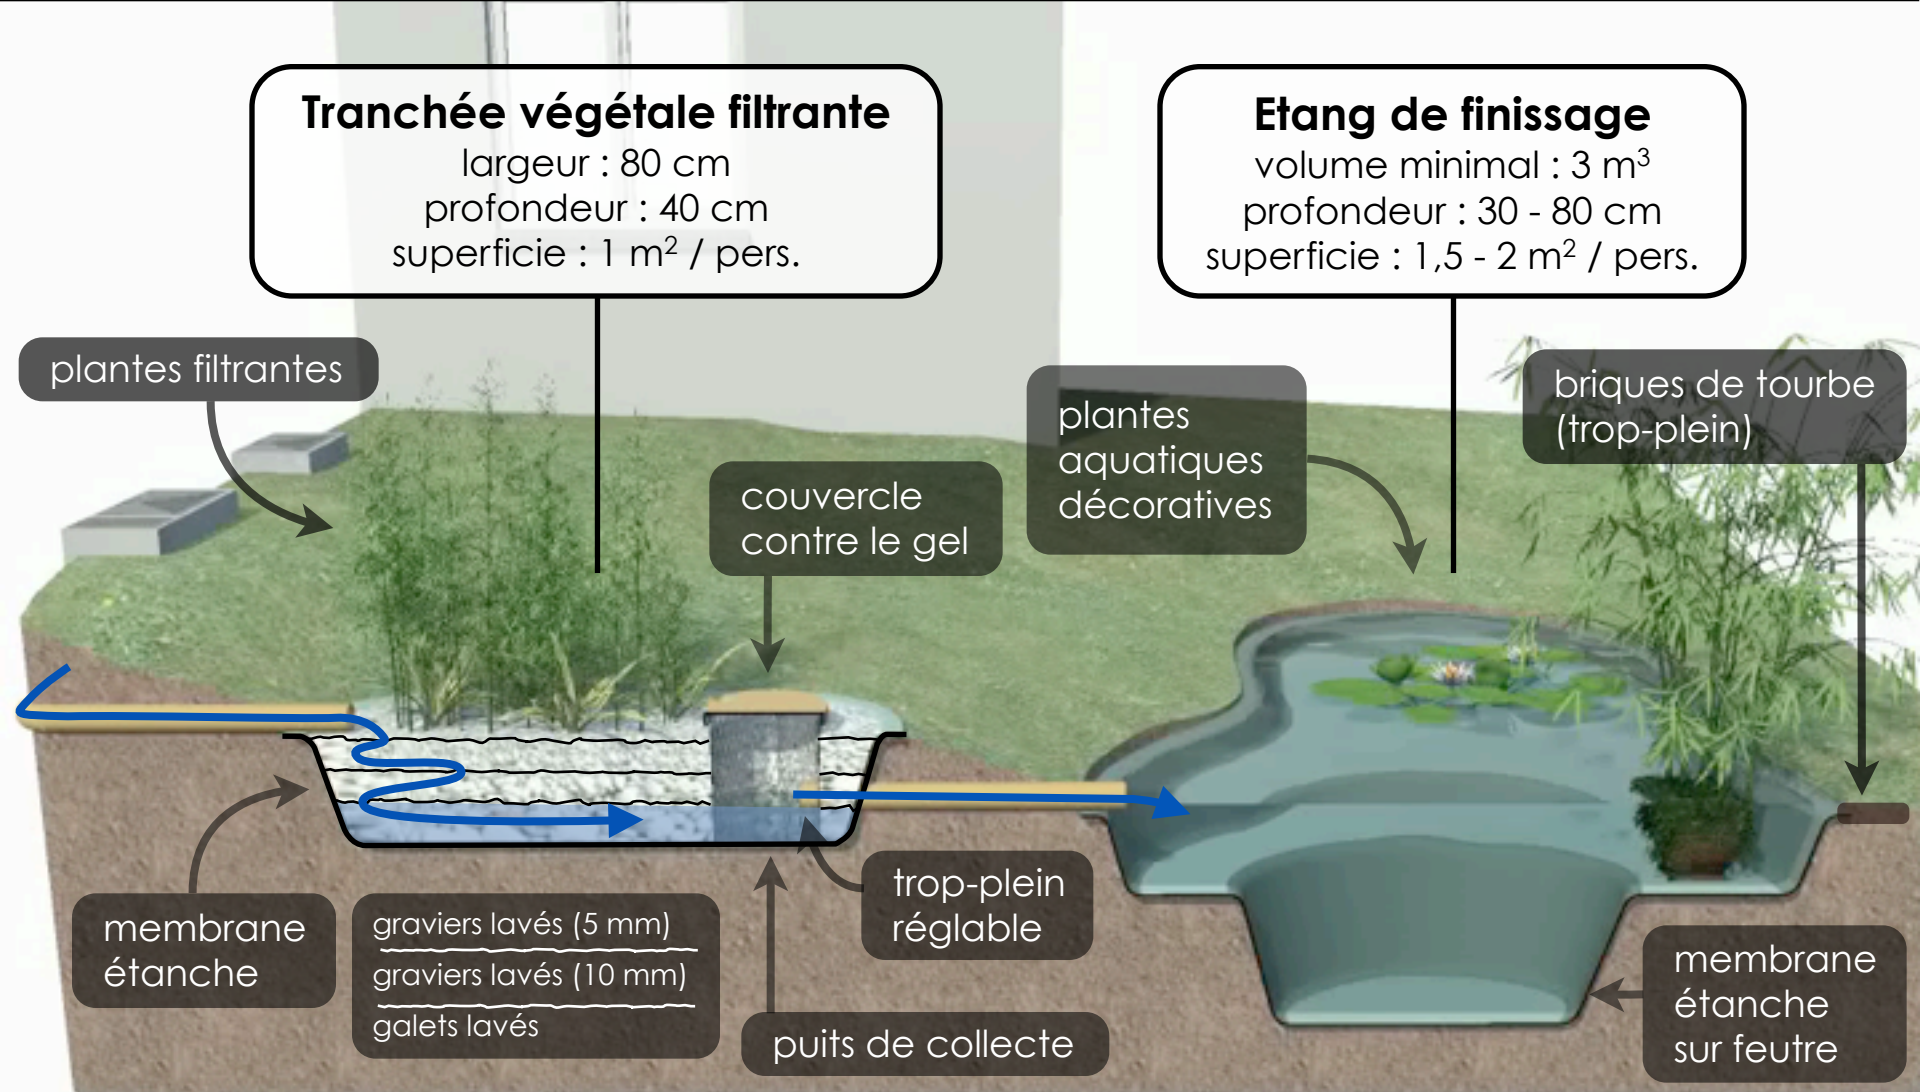 Tranchée végétale filtrante
largeur : 80 cm
profondeur : 40 cm
superficie : 1 m² / pers.
Etang de finissage
volume minimal : 3 m³
profondeur : 30 - 80 cm
superficie : 1,5 - 2 m² / pers.
plantes filtrantes
couvercle
contre le gel
plantes
aquatiques
décoratives
briques de tourbe
(trop-plein)
membrane
étanche
graviers lavés (5 mm)
graviers lavés (10 mm)
galets lavés
trop-plein
réglable
puits de collecte
membrane
étanche
sur feutre